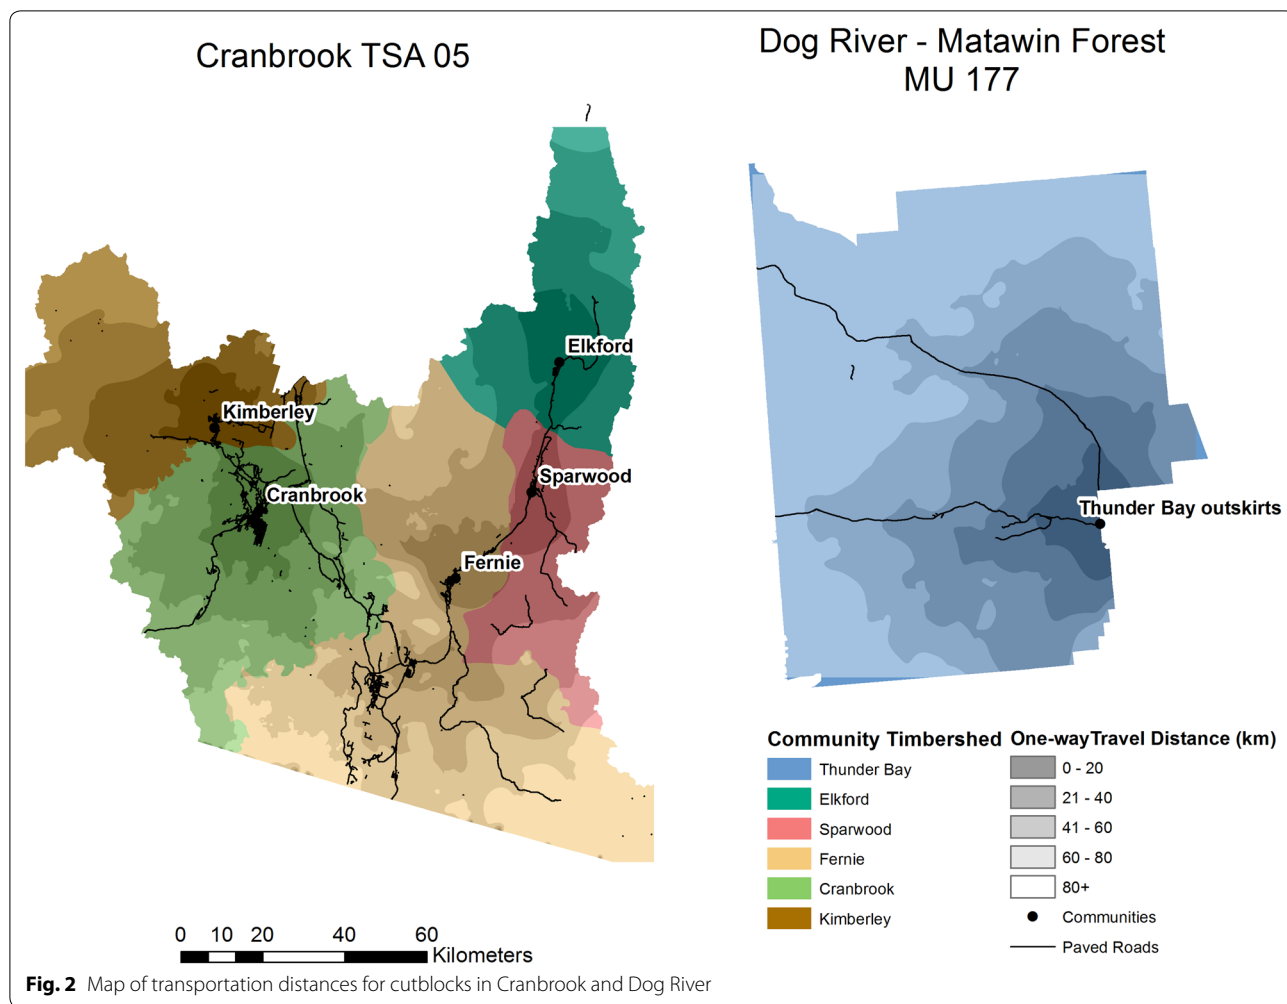 Cranbrook TSA 05
Dog River - Matawin Forest
MU 177
Elkford
Kimberley
Sparwood
Cranbrook
Fernie
Thunder Bay outskirts
Community Timbershed
Thunder Bay
Elkford
Sparwood
Fernie
Cranbrook
Kimberley
One-wayTravel Distance (km)
0 - 20
21 - 40
41 - 60
60 - 80
80+
Communities
Paved Roads
0 10 20 40 60
Kilometers
Fig. 2 Map of transportation distances for cutblocks in Cranbrook and Dog River